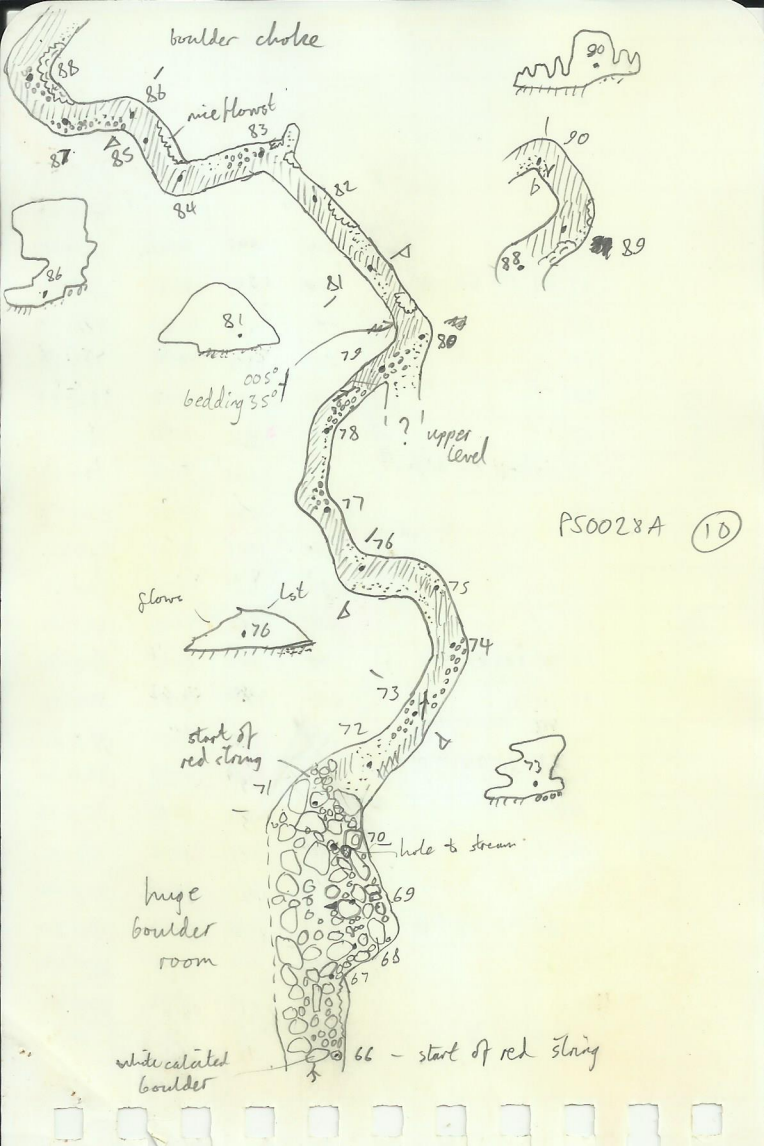 boulder choke
90
88
86
nice flowst
83
87
85
84
82
90
6
88
89
86
81
81
80
79
005°
bedding 35°
78
?
upper
level
77
PS0028A 10
76
75
lst
76
74
73
start of
red string
72
71
73
70
hole to stream
69
huge
boulder
room
68
67
66 - start of red string
white calcited
boulder